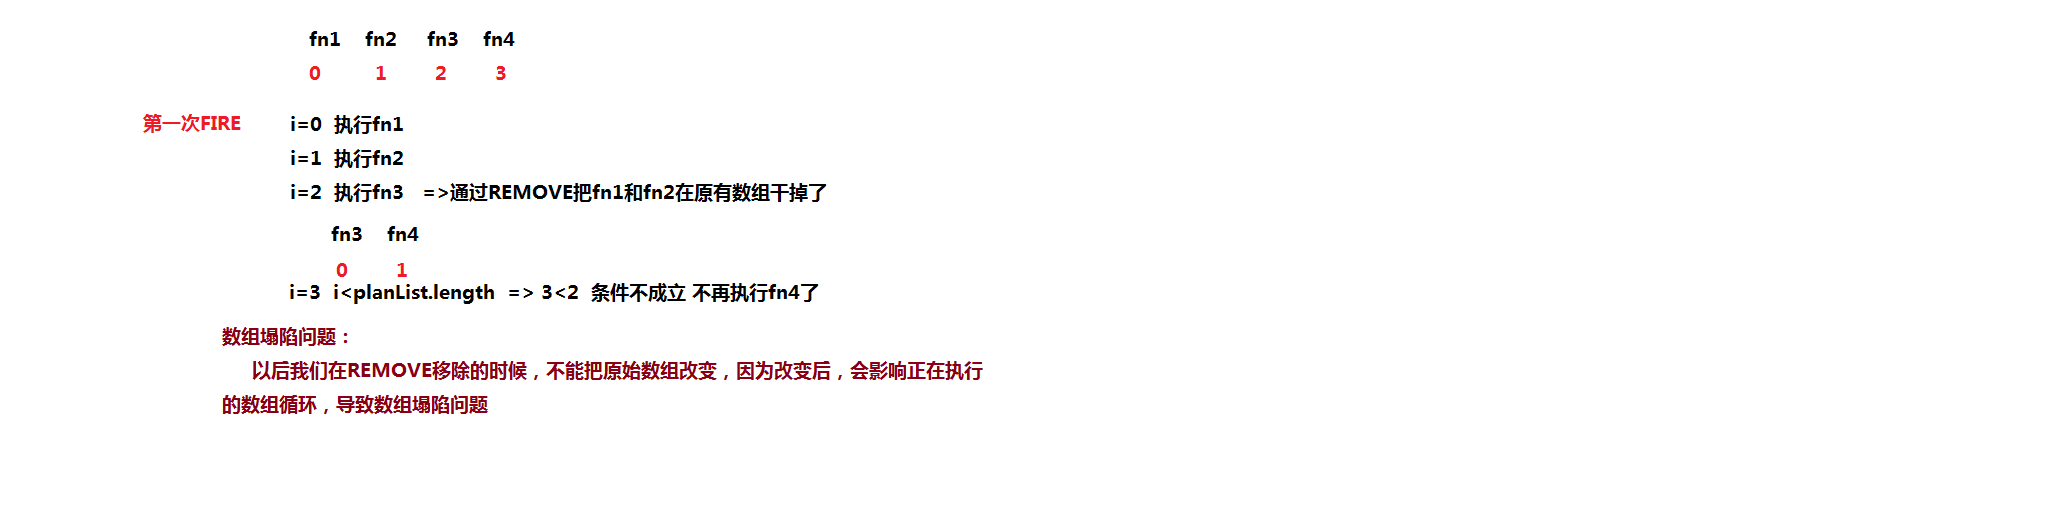 fn1 fn2 fn3 fn4
0 1 2 3
第一次FIRE i=0 执行fn1
i=1 执行fn2
i=2 执行fn3 =>通过REMOVE把fn1和fn2在原有数组干掉了
fn3 fn4
0 1
i=3 i<planList.length => 3<2 条件不成立 不再执行fn4了
数组塌陷问题：
以后我们在REMOVE移除的时候，不能把原始数组改变，因为改变后，会影响正在执行
的数组循环，导致数组塌陷问题